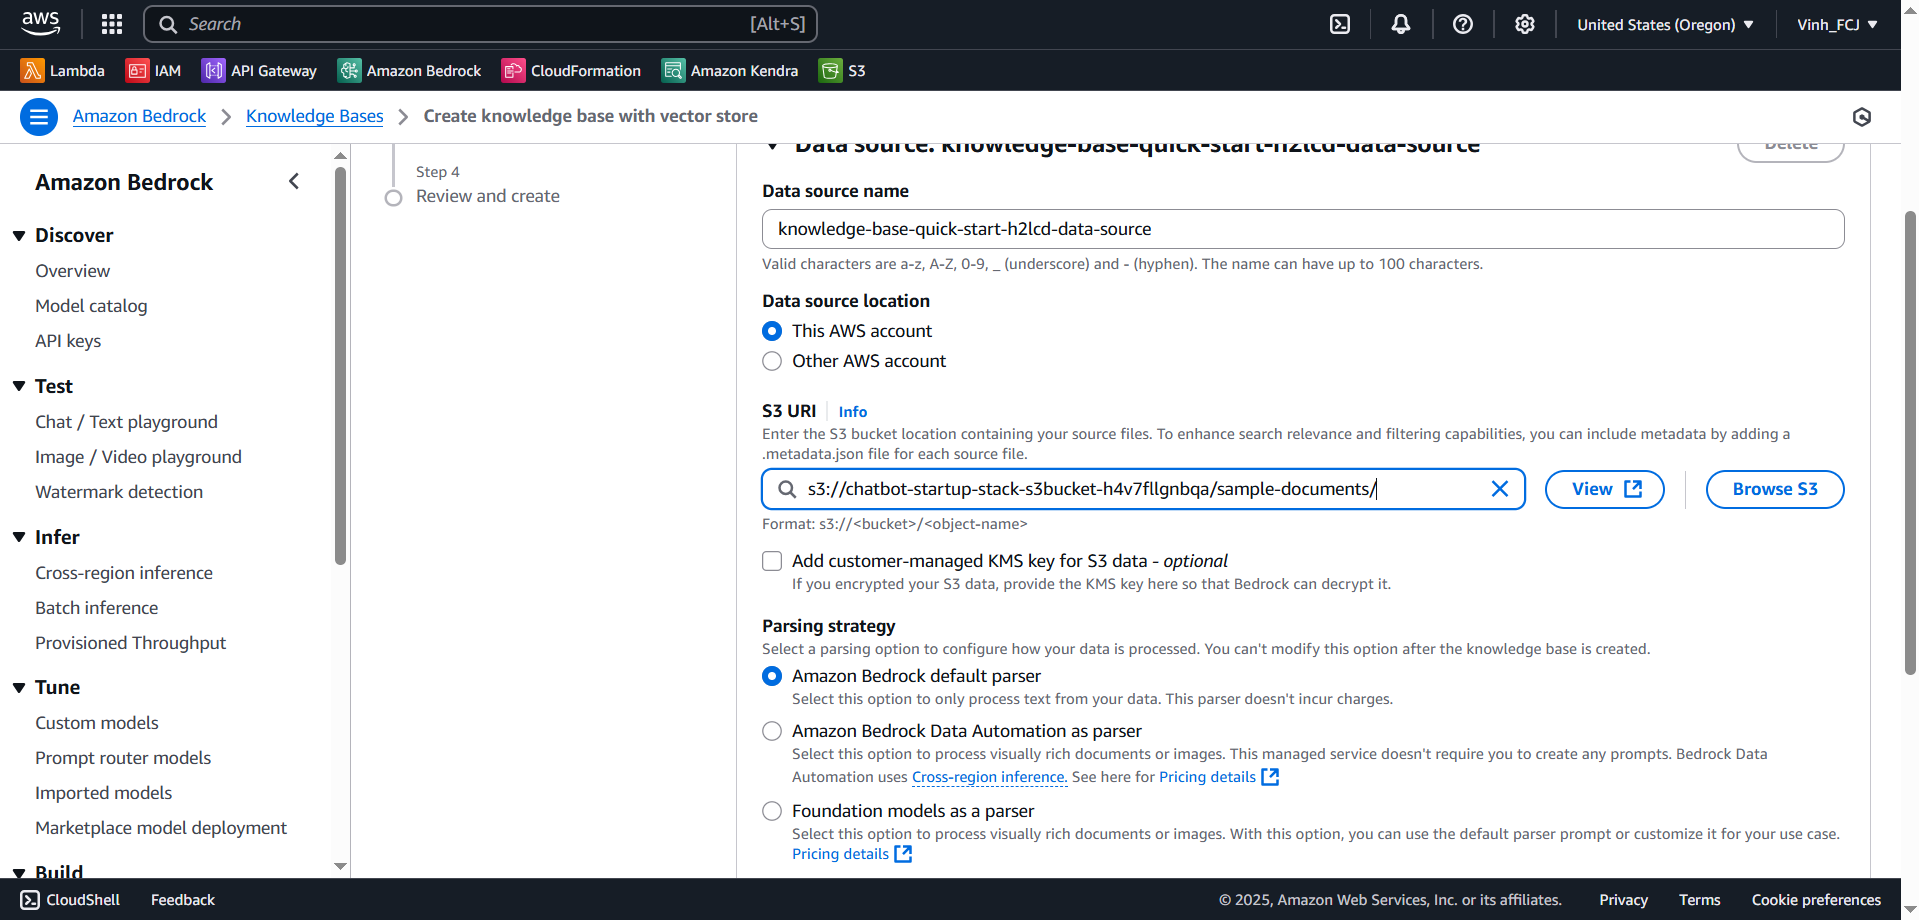 aws
Search [Alt+S]
United States (Oregon) Vinh_FCJ
Lambda IAM API Gateway Amazon Bedrock CloudFormation Amazon Kendra S3
Amazon Bedrock Knowledge Bases Create knowledge base with vector store
Amazon Bedrock
Discover
Overview
Model catalog
API keys
Test
Chat / Text playground
Image / Video playground
Watermark detection
Infer
Cross-region inference
Batch inference
Provisioned Throughput
Tune
Custom models
Prompt router models
Imported models
Marketplace model deployment
Build
Step 4
Review and create
Data source: knowledge-base-quick-start-h2lcd-data-source
Delete
Data source name
knowledge-base-quick-start-h2lcd-data-source
Valid characters are a-z, A-Z, 0-9, _ (underscore) and - (hyphen). The name can have up to 100 characters.
Data source location
This AWS account
Other AWS account
S3 URI Info
Enter the S3 bucket location containing your source files. To enhance search relevance and filtering capabilities, you can include metadata by adding a
.metadata.json file for each source file.
s3://chatbot-startup-stack-s3bucket-h4v7fllgnbqa/sample-documents/
View
Browse S3
Format: s3://<bucket>/<object-name>
Add customer-managed KMS key for S3 data - optional
If you encrypted your S3 data, provide the KMS key here so that Bedrock can decrypt it.
Parsing strategy
Select a parsing option to configure how your data is processed. You can't modify this option after the knowledge base is created.
Amazon Bedrock default parser
Select this option to only process text from your data. This parser doesn't incur charges.
Amazon Bedrock Data Automation as parser
Select this option to process visually rich documents or images. This managed service doesn't require you to create any prompts. Bedrock Data
Automation uses Cross-region inference. See here for Pricing details
Foundation models as a parser
Select this option to process visually rich documents or images. With this option, you can use the default parser prompt or customize it for your use case.
Pricing details
CloudShell Feedback
© 2025, Amazon Web Services, Inc. or its affiliates. Privacy Terms Cookie preferences